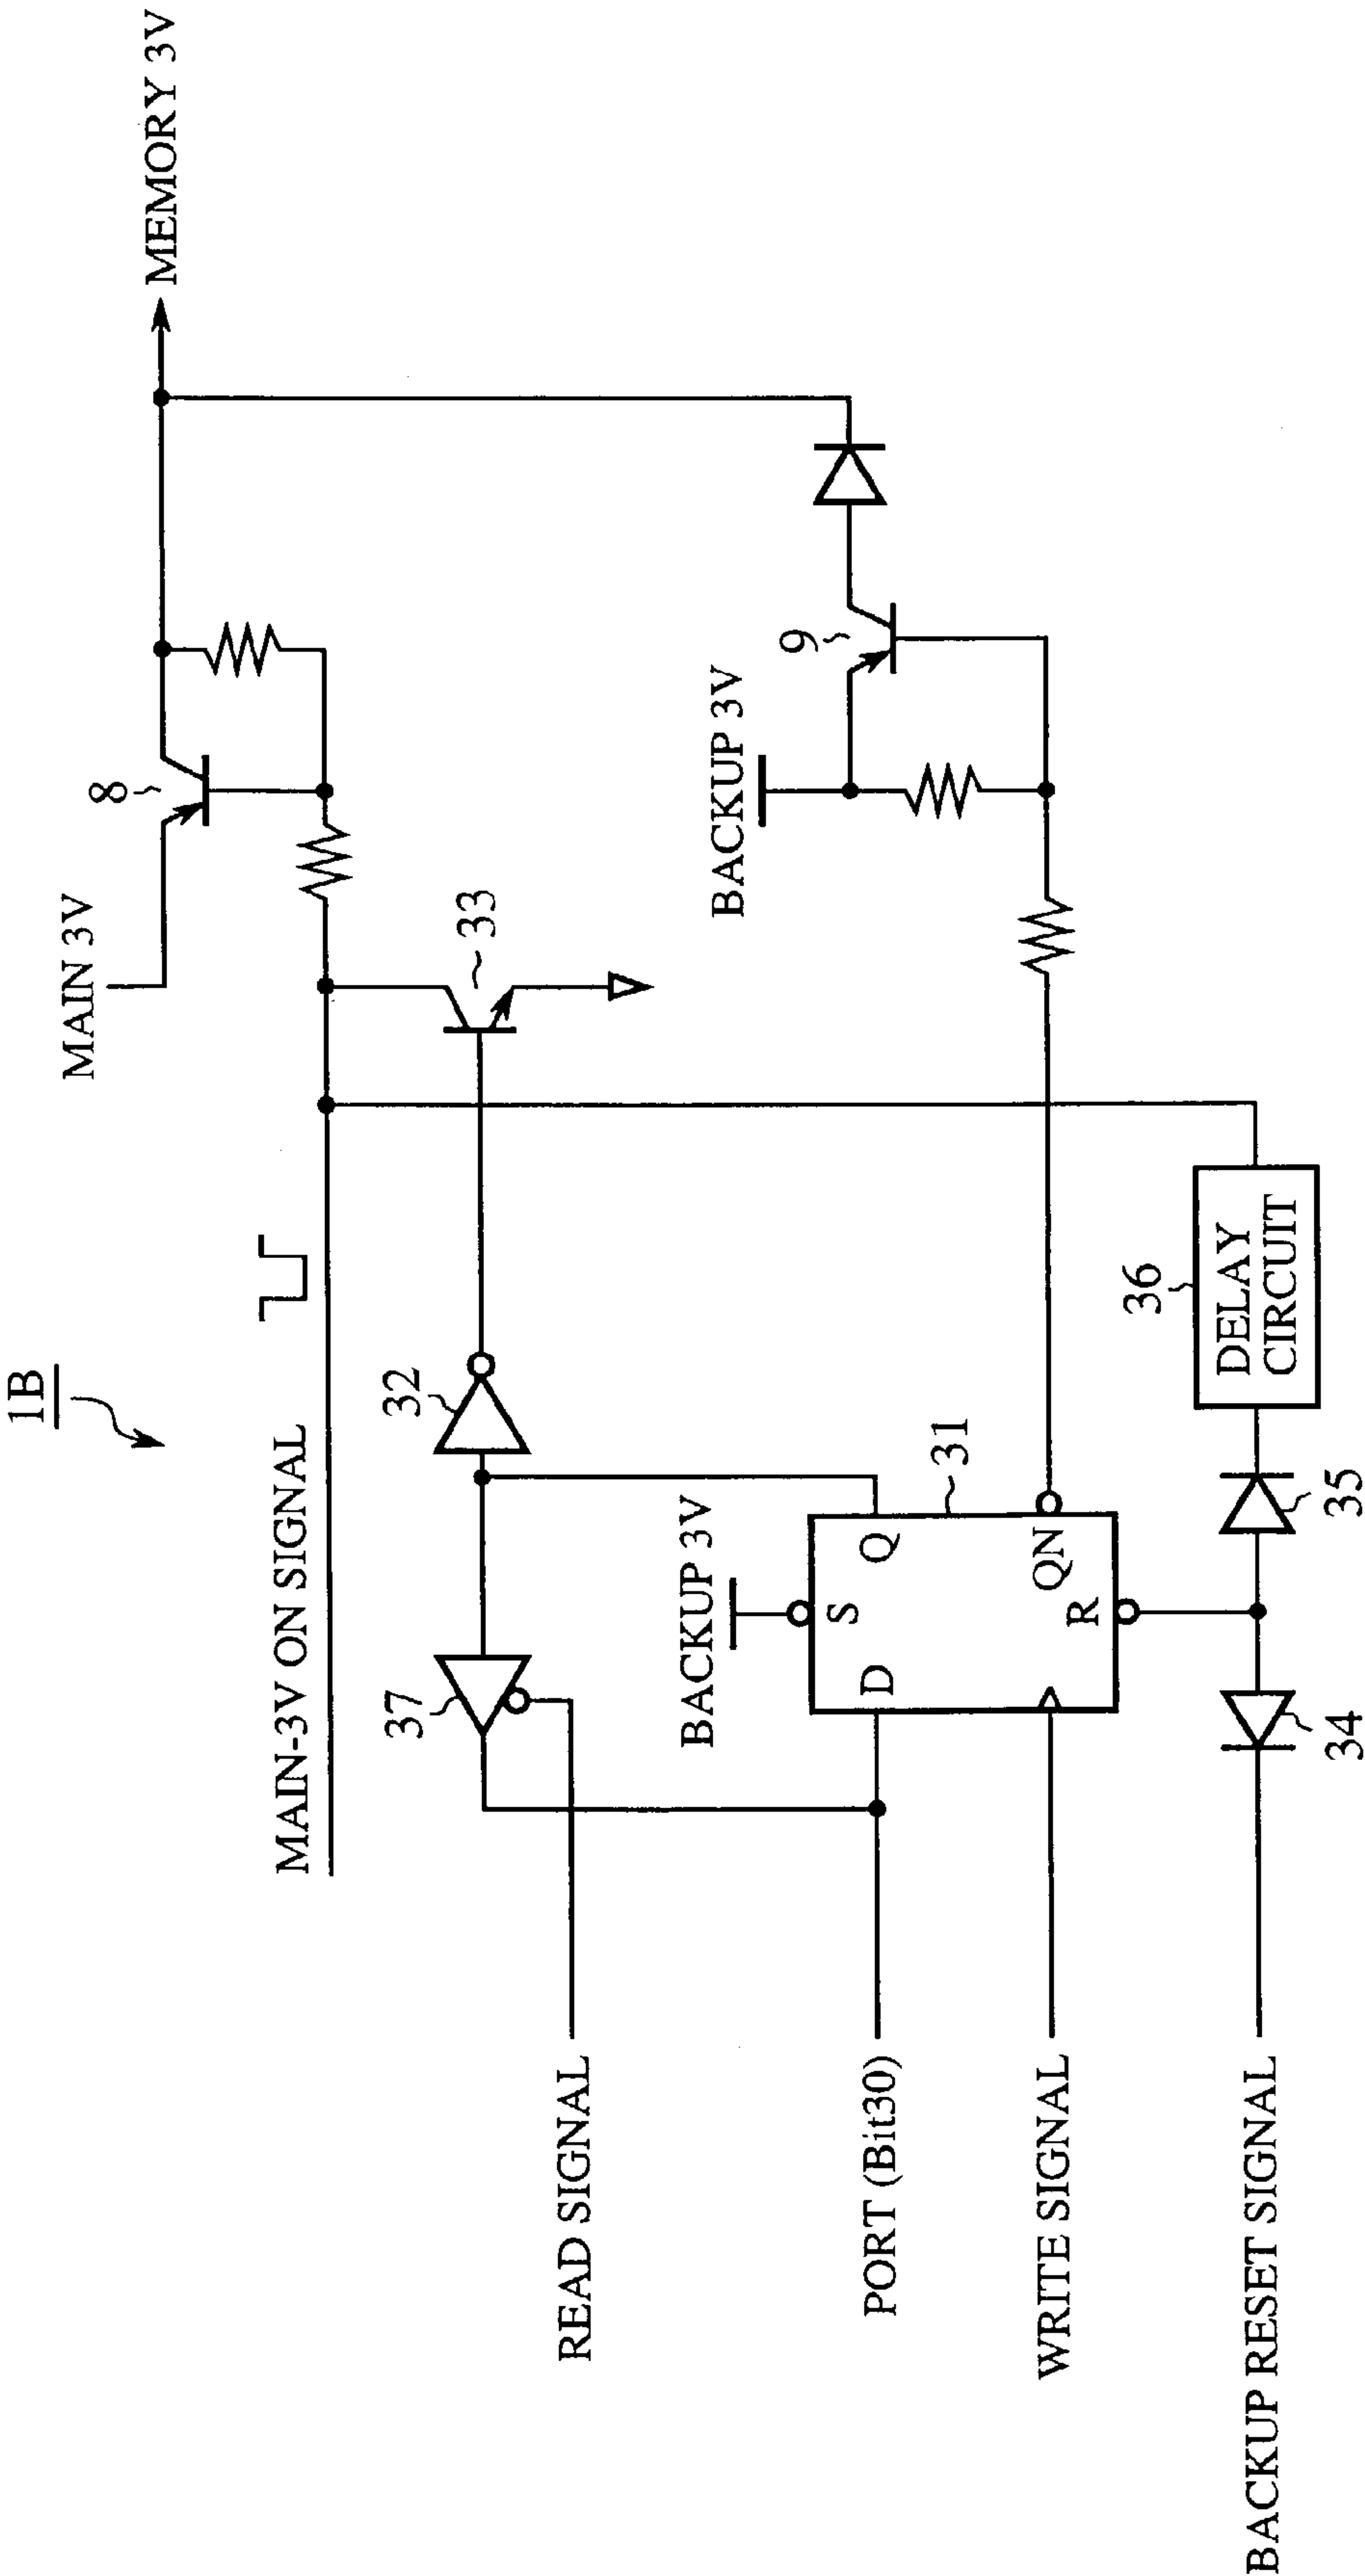 1B
MAIN-3V ON SIGNAL
MAIN 3V
8
MEMORY 3V
33
32
37
READ SIGNAL
BACKUP 3V
9
BACKUP 3V
S
D
Q
31
QN
R
PORT (Bit30)
WRITE SIGNAL
36
DELAY
CIRCUIT
34
35
BACKUP RESET SIGNAL